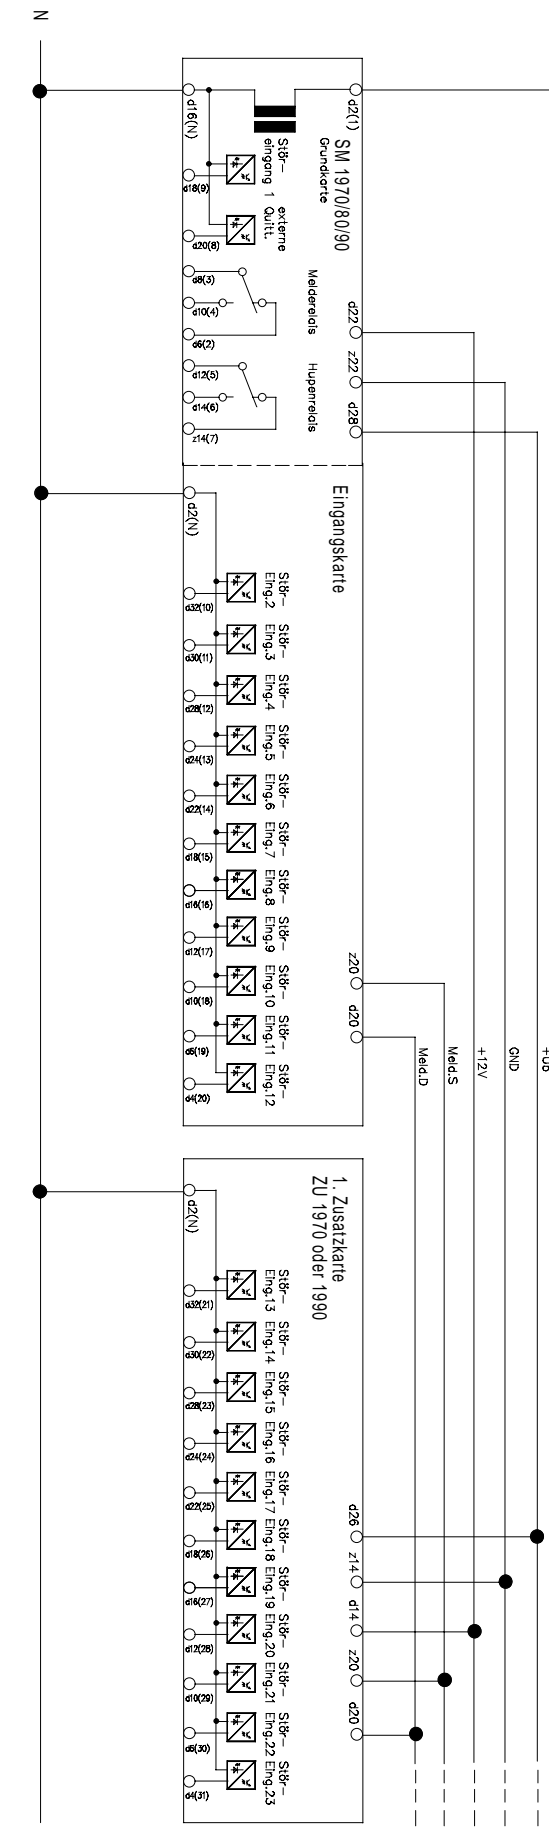 N
d16(N)
d2(1)
SM 1970/80/90
Grundkarte
Stör-
eingang 1
externe
Quitt.
d18(9)
d20(8)
d8(3)
d10(4)
d6(2)
Melderelais
d12(5)
d14(6)
z14(7)
Hupenrelais
d22
z22
d28
d2(N)
Eingangskarte
Stör-
Eing.2
d32(10)
Stör-
Eing.3
d30(11)
Stör-
Eing.4
d28(12)
Stör-
Eing.5
d24(13)
Stör-
Eing.6
d22(14)
Stör-
Eing.7
d18(15)
Stör-
Eing.8
d16(16)
Stör-
Eing.9
d12(17)
Stör-
Eing.10
d10(18)
Stör-
Eing.11
d6(19)
Stör-
Eing.12
d4(20)
z20
d20
Meld.D
Meld.S
+12V
GND
+UB
d2(N)
1. Zusatzkarte
ZU 1970 oder 1990
Stör-
Eing.13
d32(21)
Stör-
Eing.14
d30(22)
Stör-
Eing.15
d28(23)
Stör-
Eing.16
d24(24)
Stör-
Eing.17
d22(25)
Stör-
Eing.18
d18(26)
Stör-
Eing.19
d16(27)
Stör-
Eing.20
d12(28)
Stör-
Eing.21
d10(29)
Stör-
Eing.22
d6(30)
Stör-
Eing.23
d4(31)
d26
z14
d14
z20
d20